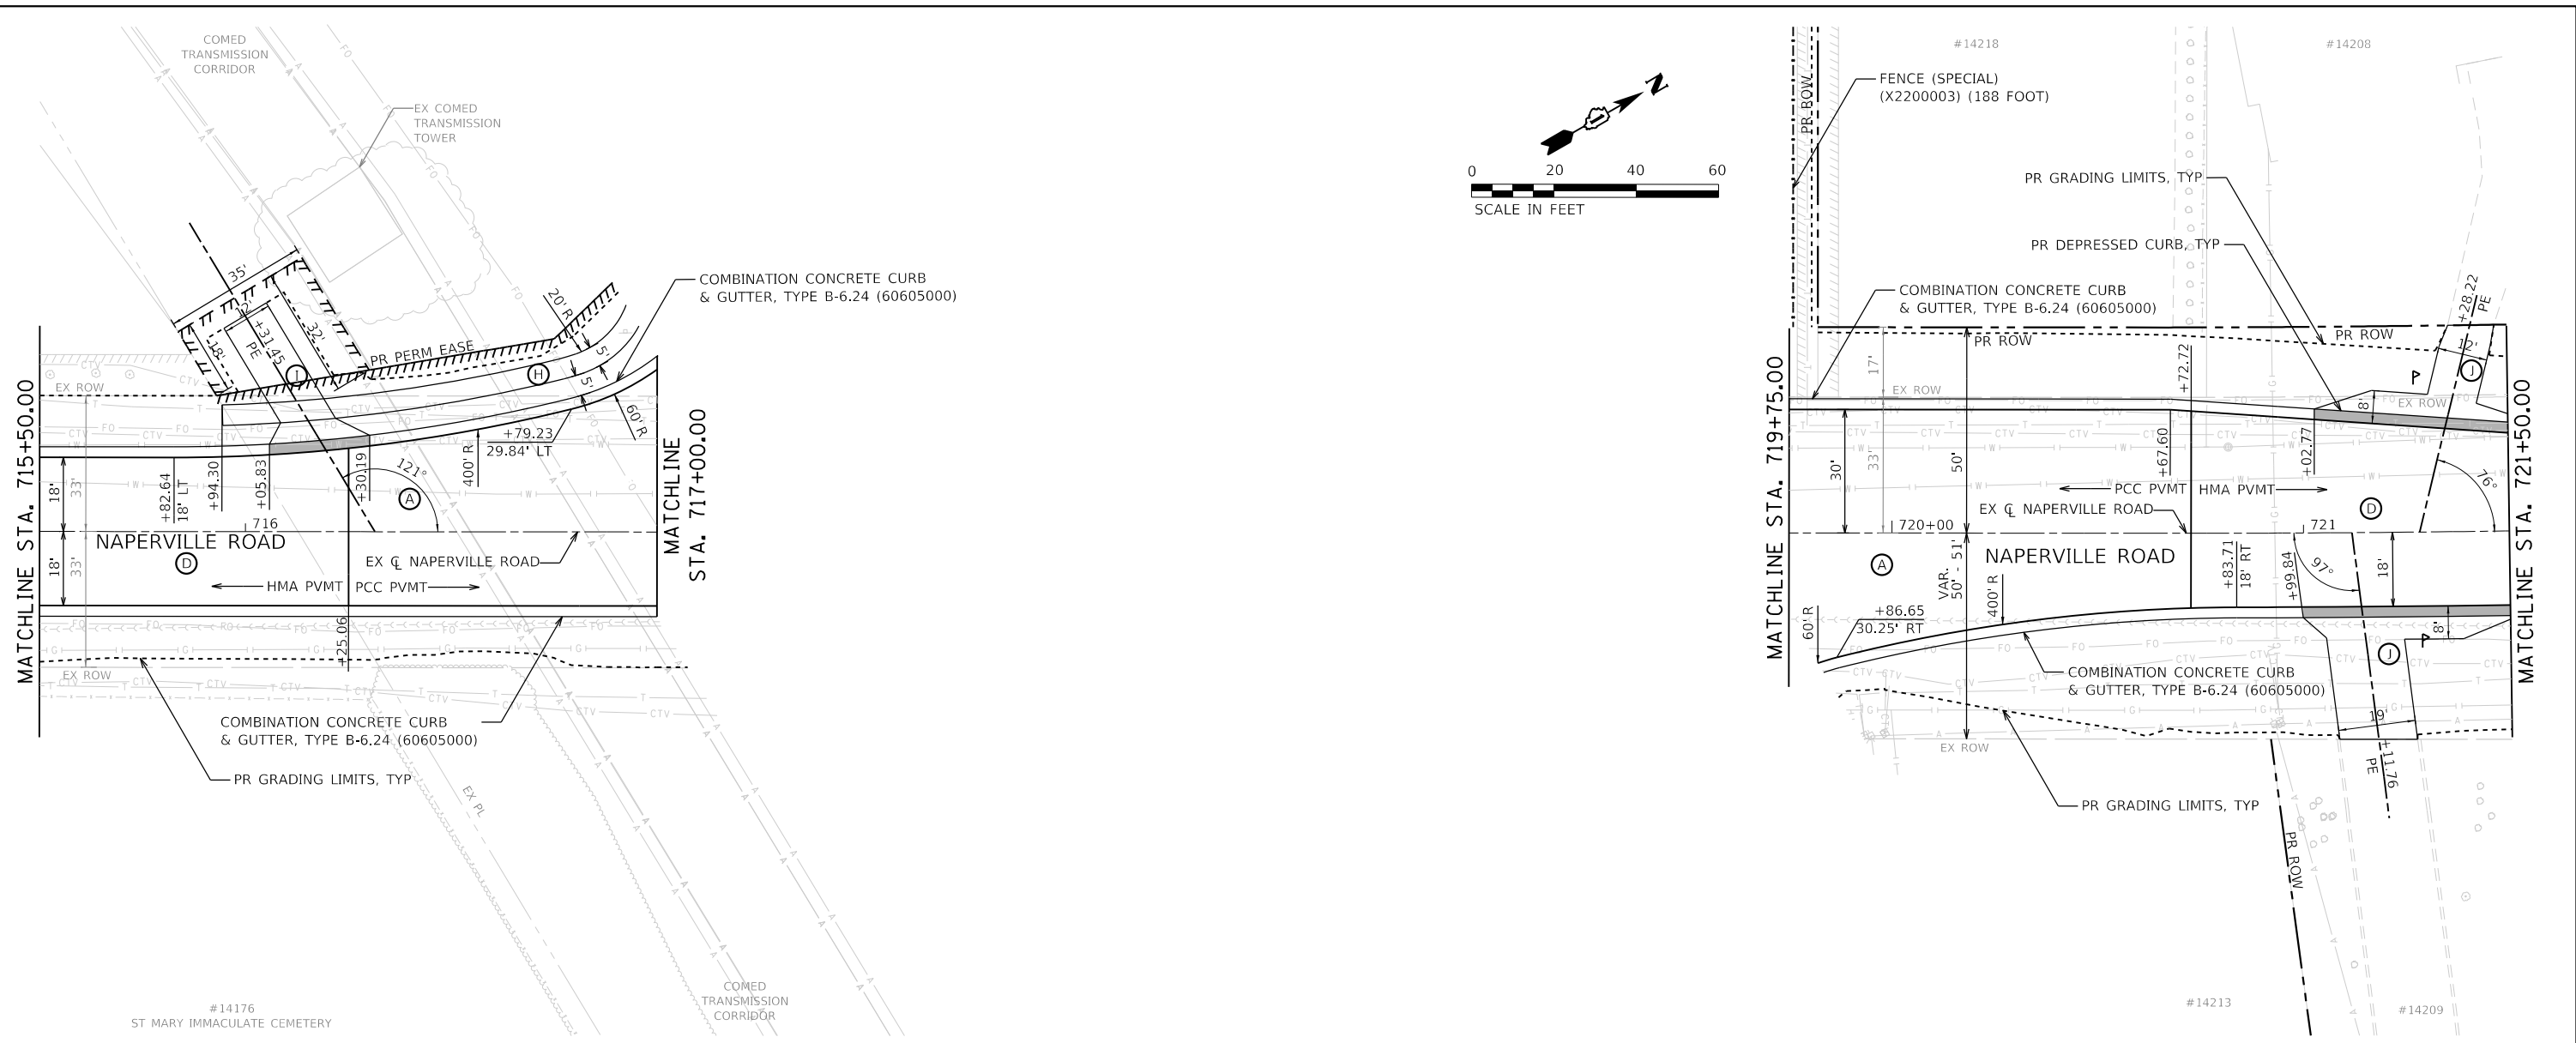 COMED
TRANSMISSION
CORRIDOR
EX COMED
TRANSMISSION
TOWER
COMBINATION CONCRETE CURB
& GUTTER, TYPE B-6.24 (60605000)
35'
12'
+31.45
PE
18'
32'
I
PR PERM EASE
H
20' R
5'
5'
60' R
EX ROW
MATCHLINE STA. 715+50.00
18'
33'
18'
33'
+82.64
18' LT
+94.30
+05.83
+30.19
121°
A
400' R
+79.23
29.84' LT
716
NAPERVILLE ROAD
D
EX ℄ NAPERVILLE ROAD
HMA PVMT
PCC PVMT
+25.06
MATCHLINE
STA. 717+00.00
EX ROW
COMBINATION CONCRETE CURB
& GUTTER, TYPE B-6.24 (60605000)
PR GRADING LIMITS, TYP
EX PL
#14176
ST MARY IMMACULATE CEMETERY
COMED
TRANSMISSION
CORRIDOR
N
0 20 40 60
SCALE IN FEET
#14218
#14208
PR ROW
FENCE (SPECIAL)
(X2200003) (188 FOOT)
PR GRADING LIMITS, TYP
PR DEPRESSED CURB, TYP
COMBINATION CONCRETE CURB
& GUTTER, TYPE B-6.24 (60605000)
+28.22
PE
12'
J
PR ROW
PR ROW
17'
EX ROW
EX ROW
8'
+72.72
+67.60
+02.77
76°
MATCHLINE STA. 719+75.00
30'
33'
50'
PCC PVMT
HMA PVMT
EX ℄ NAPERVILLE ROAD
D
720+00
721
NAPERVILLE ROAD
A
VAR.
50' - 51'
400' R
60' R
+86.65
30.25' RT
+83.71
18' RT
+99.84
97°
18'
8'
J
19'
+11.76
PE
COMBINATION CONCRETE CURB
& GUTTER, TYPE B-6.24 (60605000)
EX ROW
PR GRADING LIMITS, TYP
PR ROW
MATCHLINE STA. 721+50.00
#14213
#14209